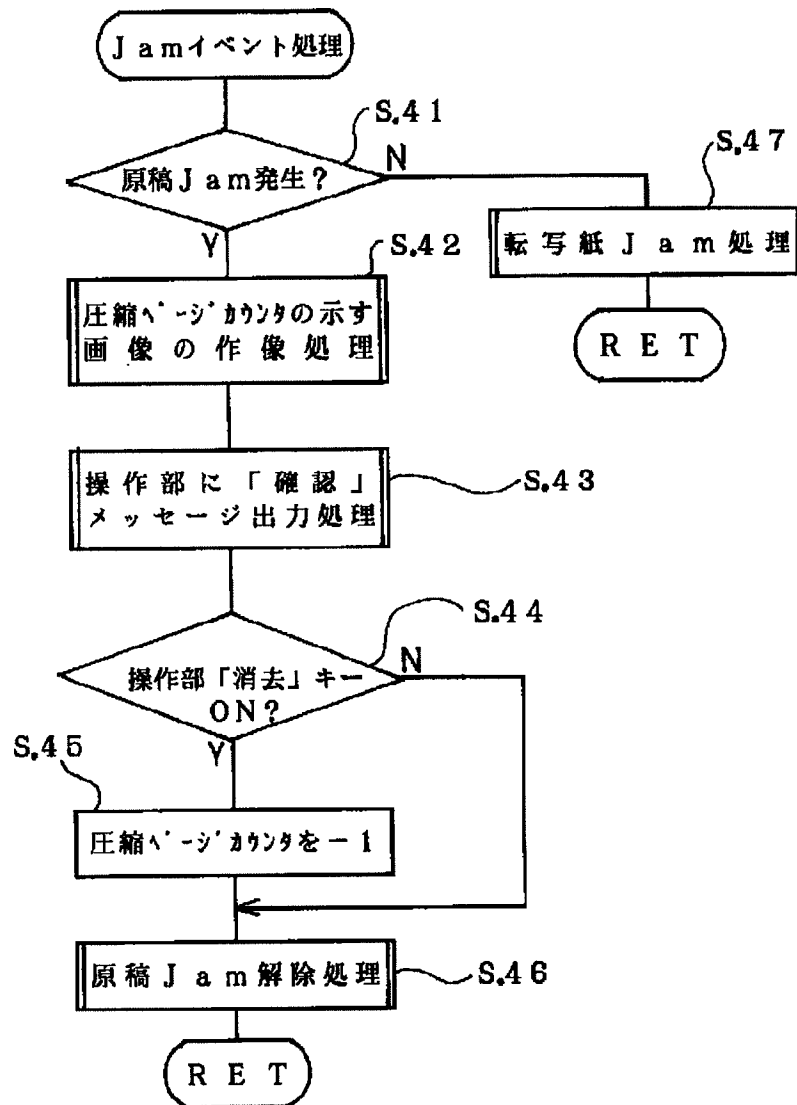 Jamイベント処理
S.41
原稿Jam発生?
N
Y
S.47
転写紙Jam処理
RET
S.42
圧縮ページカウンタの示す
画像の作像処理
操作部に「確認」
メッセージ出力処理
S.43
S.44
操作部「消去」キー
ON?
N
Y
S.45
圧縮ページカウンタを−1
原稿Jam解除処理
S.46
RET